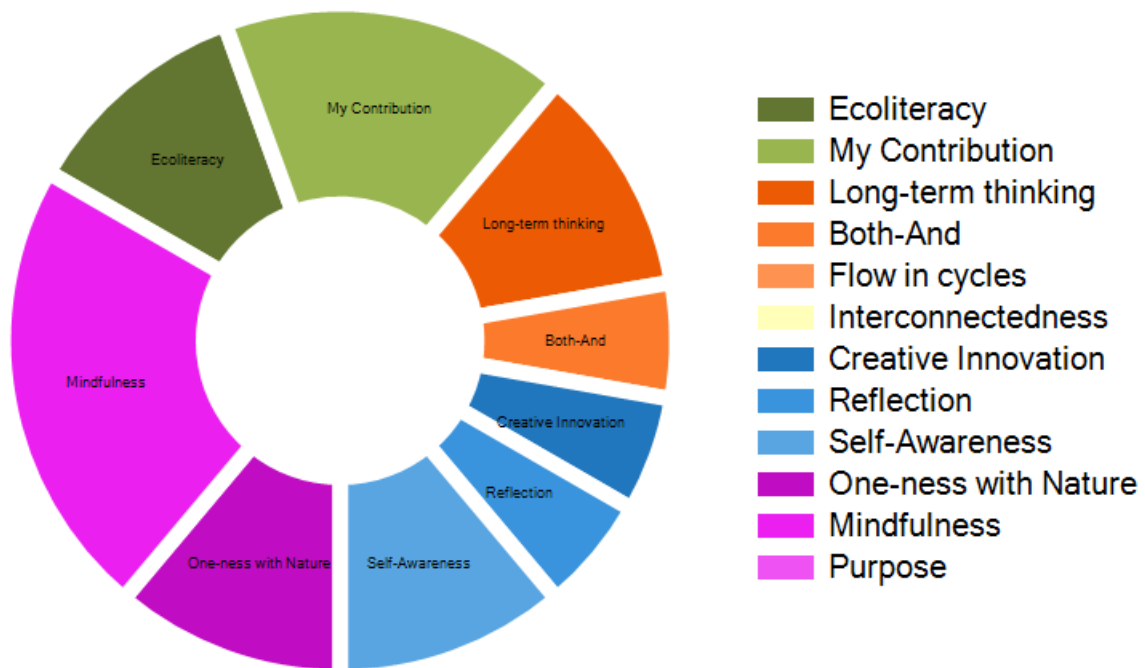 My Contribution
Ecoliteracy
Long-term thinking
Both-And
Mindfulness
Creative Innovation
Reflection
One-ness with Nature
Self-Awareness
Ecoliteracy
My Contribution
Long-term thinking
Both-And
Flow in cycles
Interconnectedness
Creative Innovation
Reflection
Self-Awareness
One-ness with Nature
Mindfulness
Purpose